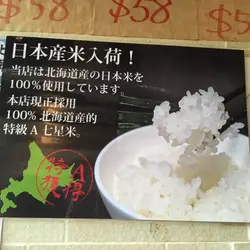 $58
$58
日本産米入荷！
当店は北海道産の日本米を
100%使用しています。
本店現正採用
100% 北海道産的
特級 A 七星米。